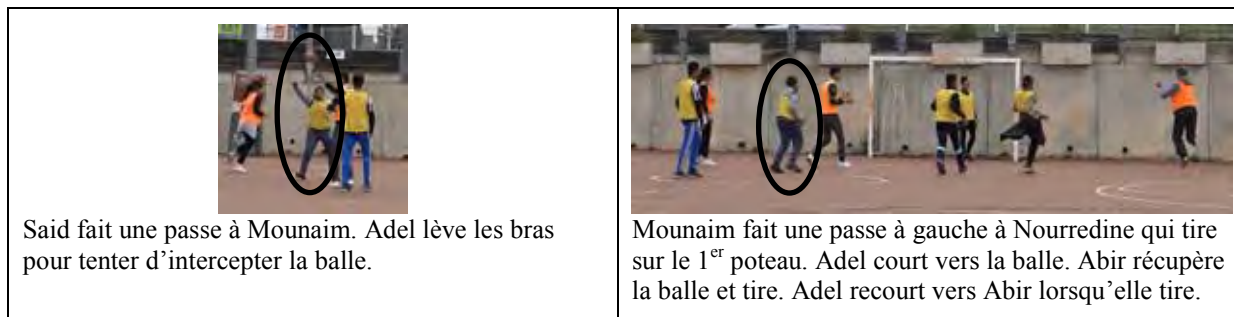 Said fait une passe à Mounaim. Adel lève les bras
pour tenter d’intercepter la balle.
Mounaim fait une passe à gauche à Nourredine qui tire
sur le 1er poteau. Adel court vers la balle. Abir récupère
la balle et tire. Adel recourt vers Abir lorsqu’elle tire.